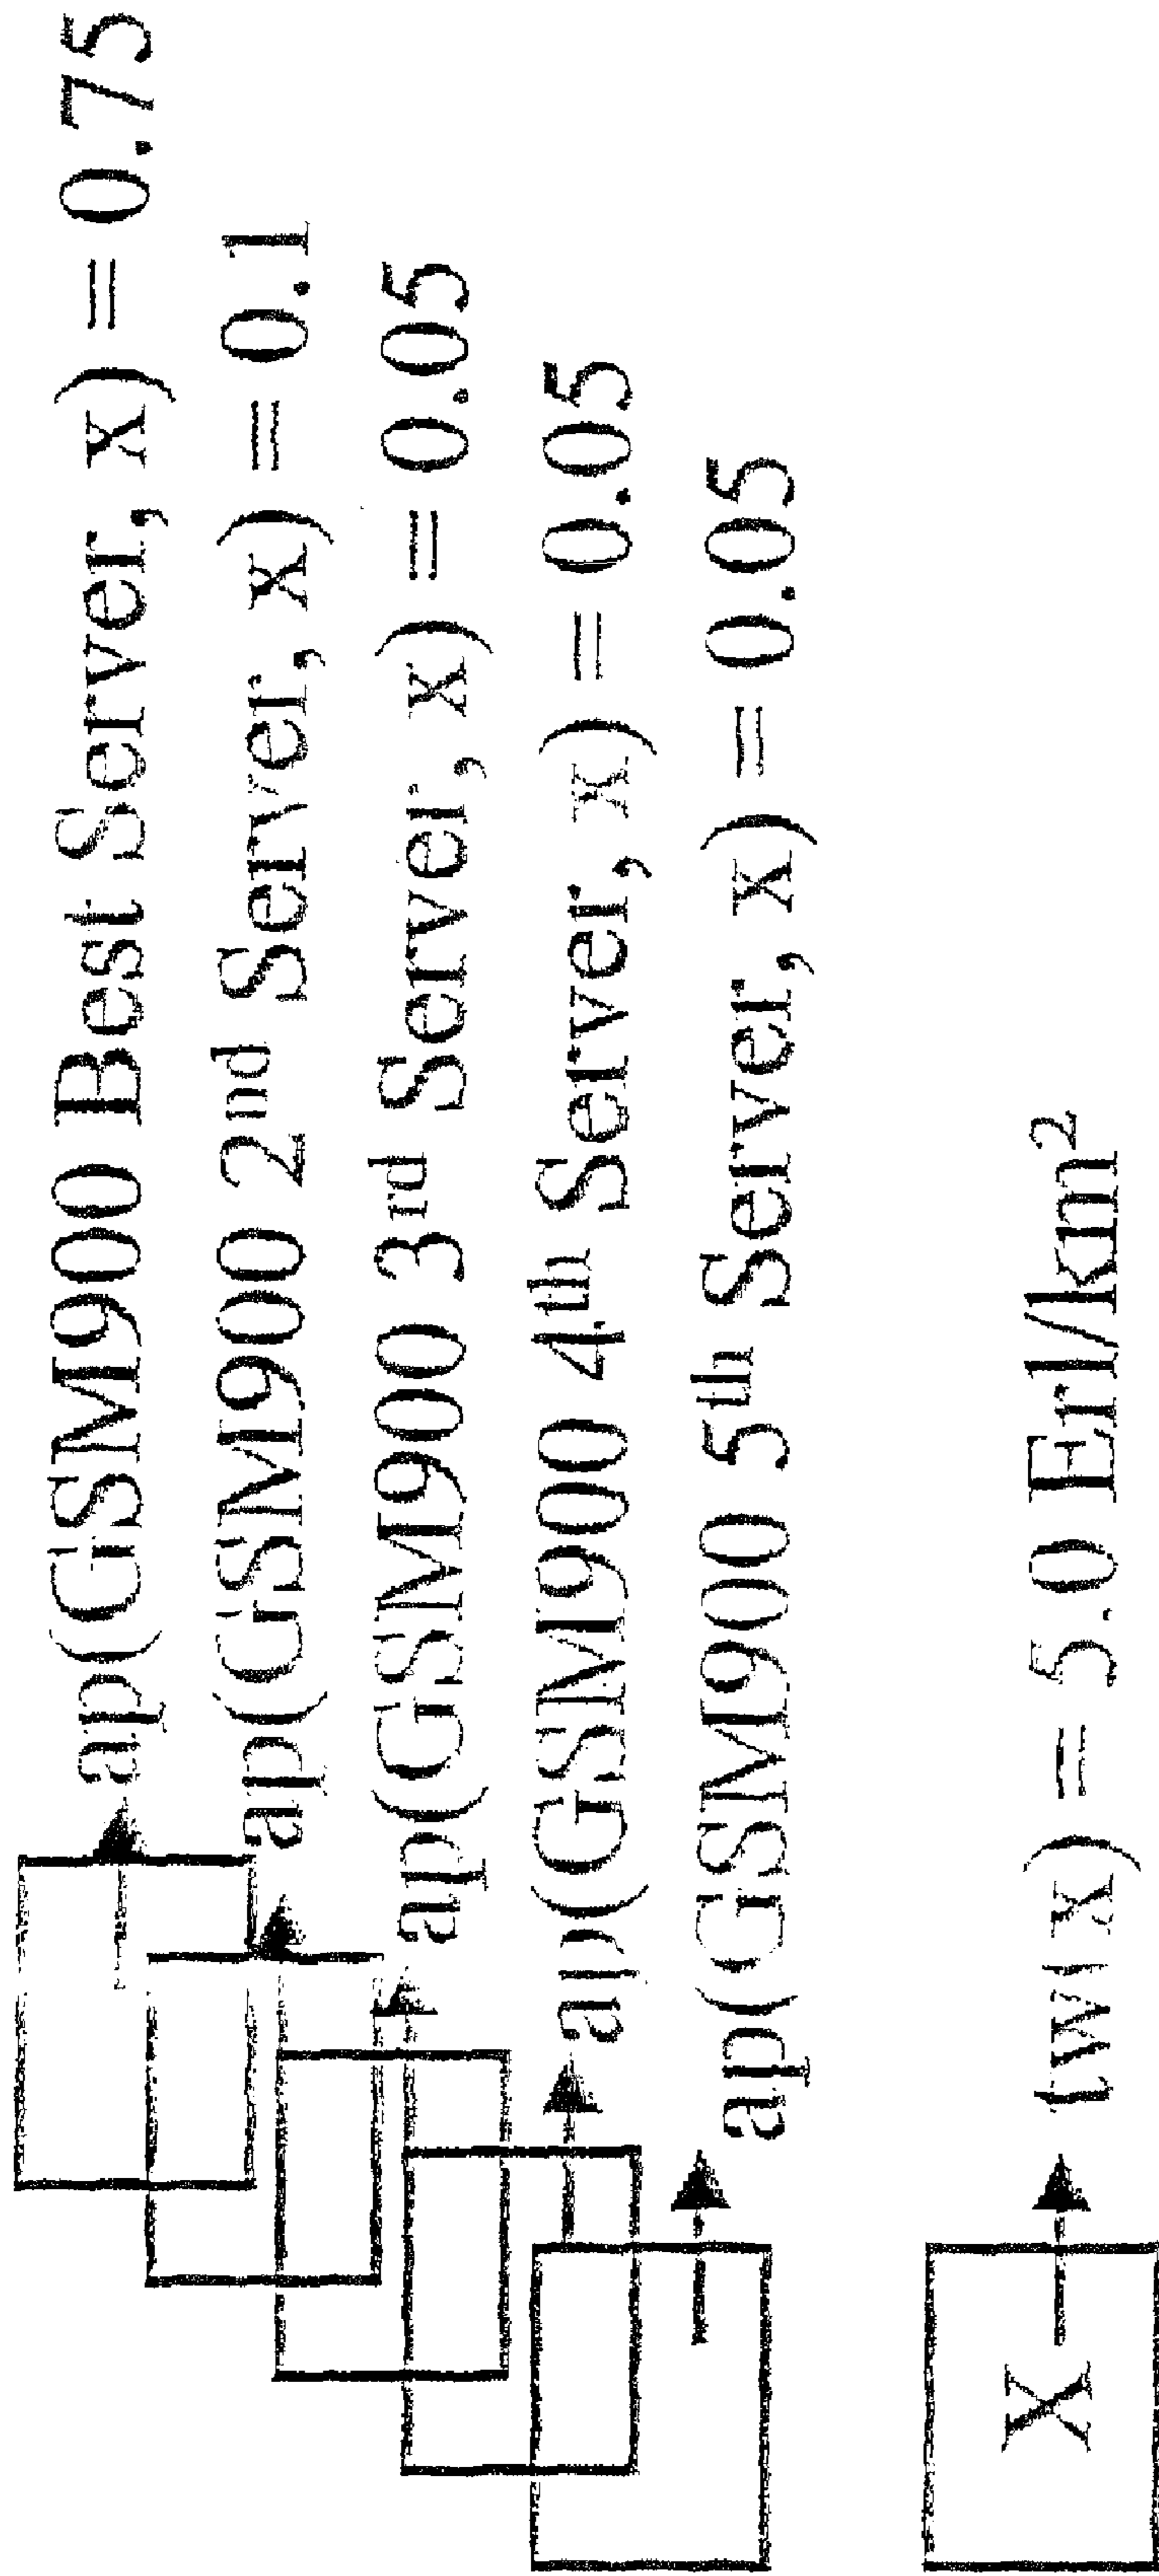 ap(GSM900 Best Server, x) = 0.75
ap(GSM900 2nd Server, x) = 0.1
ap(GSM900 3rd Server, x) = 0.05
ap(GSM900 4th Server, x) = 0.05
ap(GSM900 5th Server, x) = 0.05
X
tw(x) = 5.0 Erl/km²